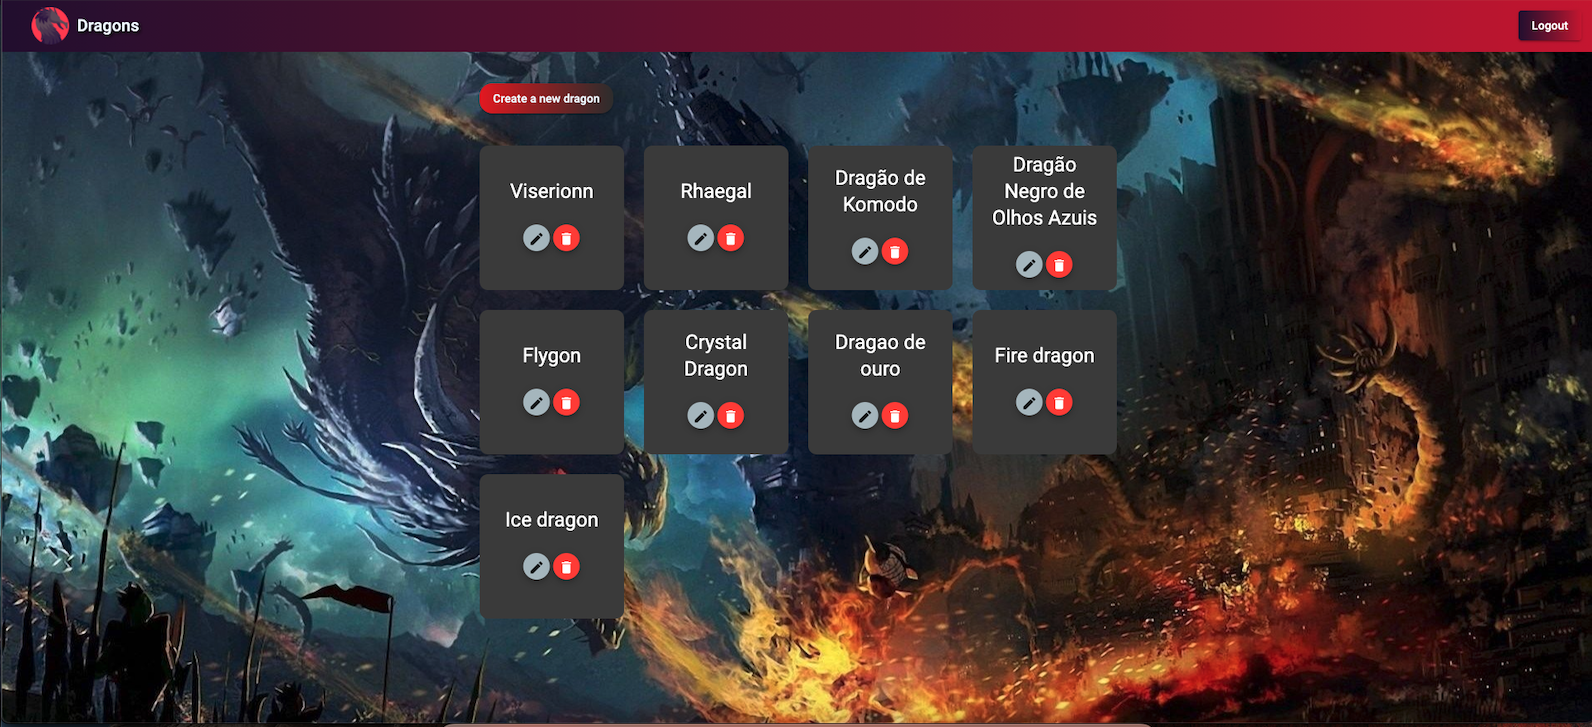 Dragons
Logout
Create a new dragon
Viserionn
Rhaegal
Dragão de
Komodo
Dragão
Negro de
Olhos Azuis
Flygon
Crystal
Dragon
Dragao de
ouro
Fire dragon
Ice dragon